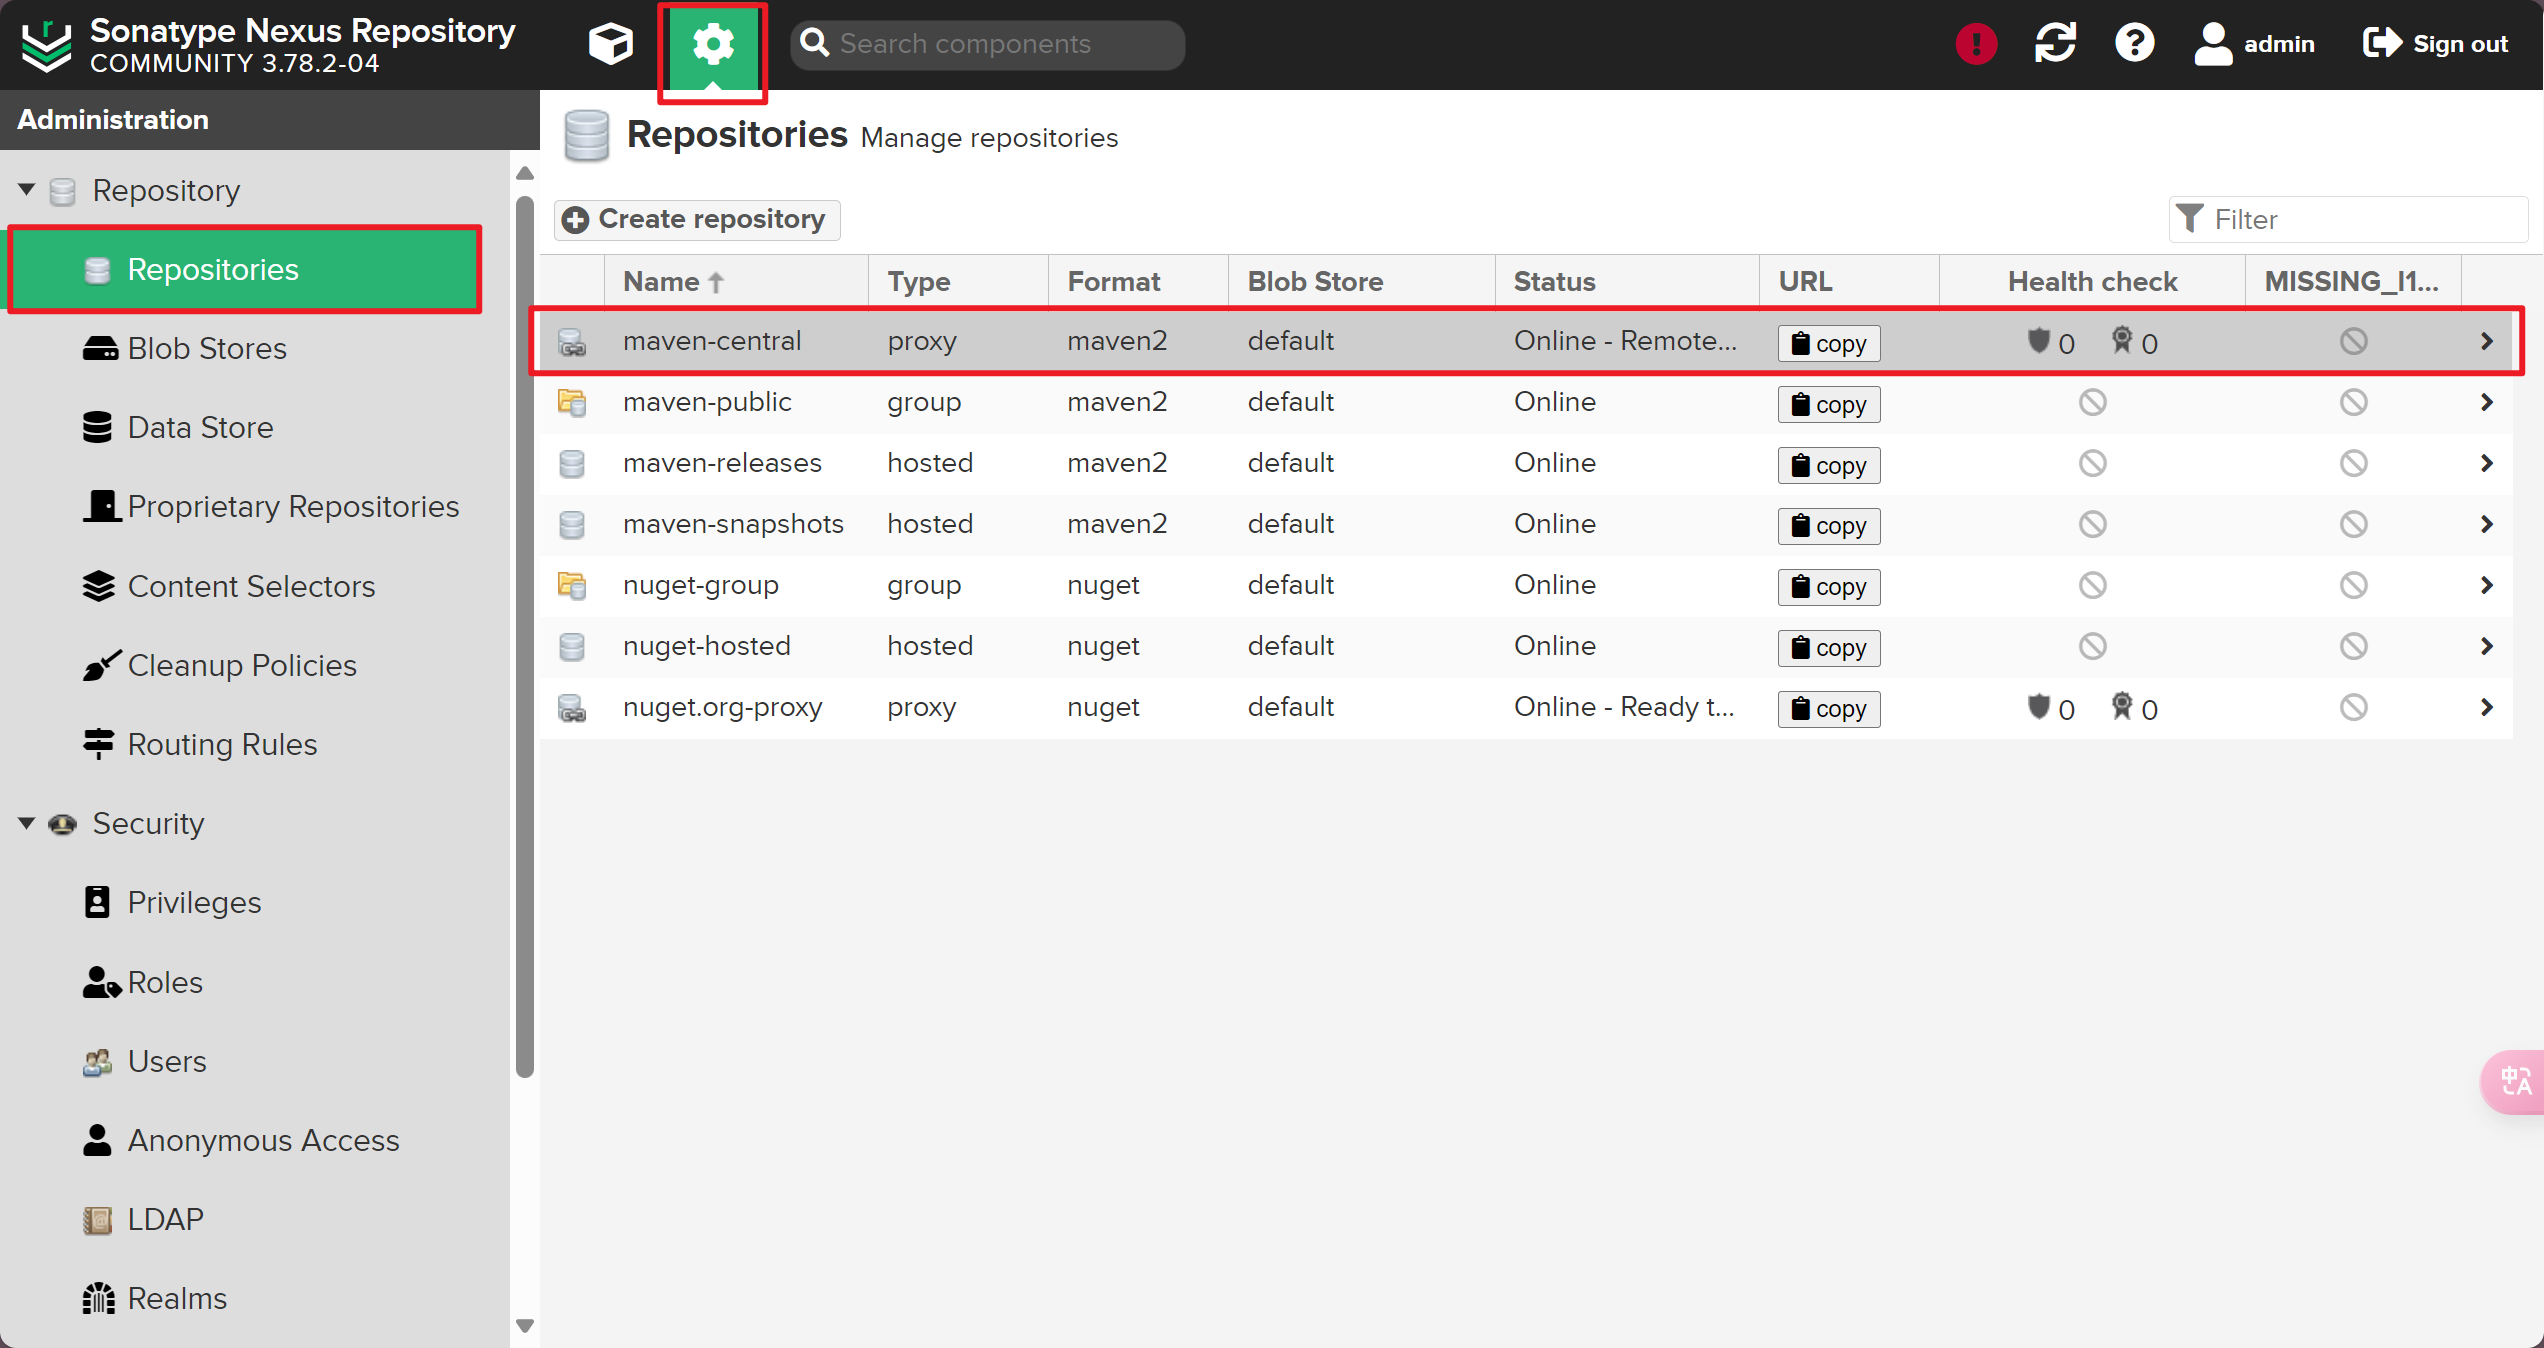 Sonatype Nexus Repository
COMMUNITY 3.78.2-04
Search components
admin
Sign out
Administration
Repository
Repositories
Blob Stores
Data Store
Proprietary Repositories
Content Selectors
Cleanup Policies
Routing Rules
Security
Privileges
Roles
Users
Anonymous Access
LDAP
Realms
Repositories Manage repositories
Create repository
Filter
Name Type Format Blob Store Status URL Health check MISSING_I1...
maven-central proxy maven2 default Online - Remote... copy 0 0
maven-public group maven2 default Online copy
maven-releases hosted maven2 default Online copy
maven-snapshots hosted maven2 default Online copy
nuget-group group nuget default Online copy
nuget-hosted hosted nuget default Online copy
nuget.org-proxy proxy nuget default Online - Ready t... copy 0 0
中A